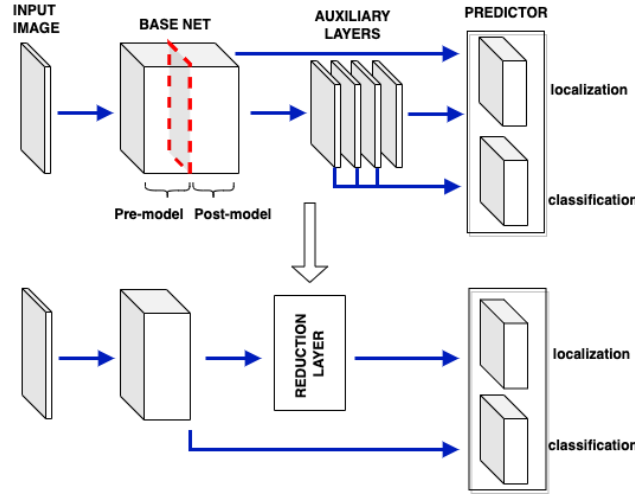 INPUT
IMAGE
BASE NET
AUXILIARY
LAYERS
PREDICTOR
localization
classification
Pre-model
Post-model
REDUCTION
LAYER
localization
classification